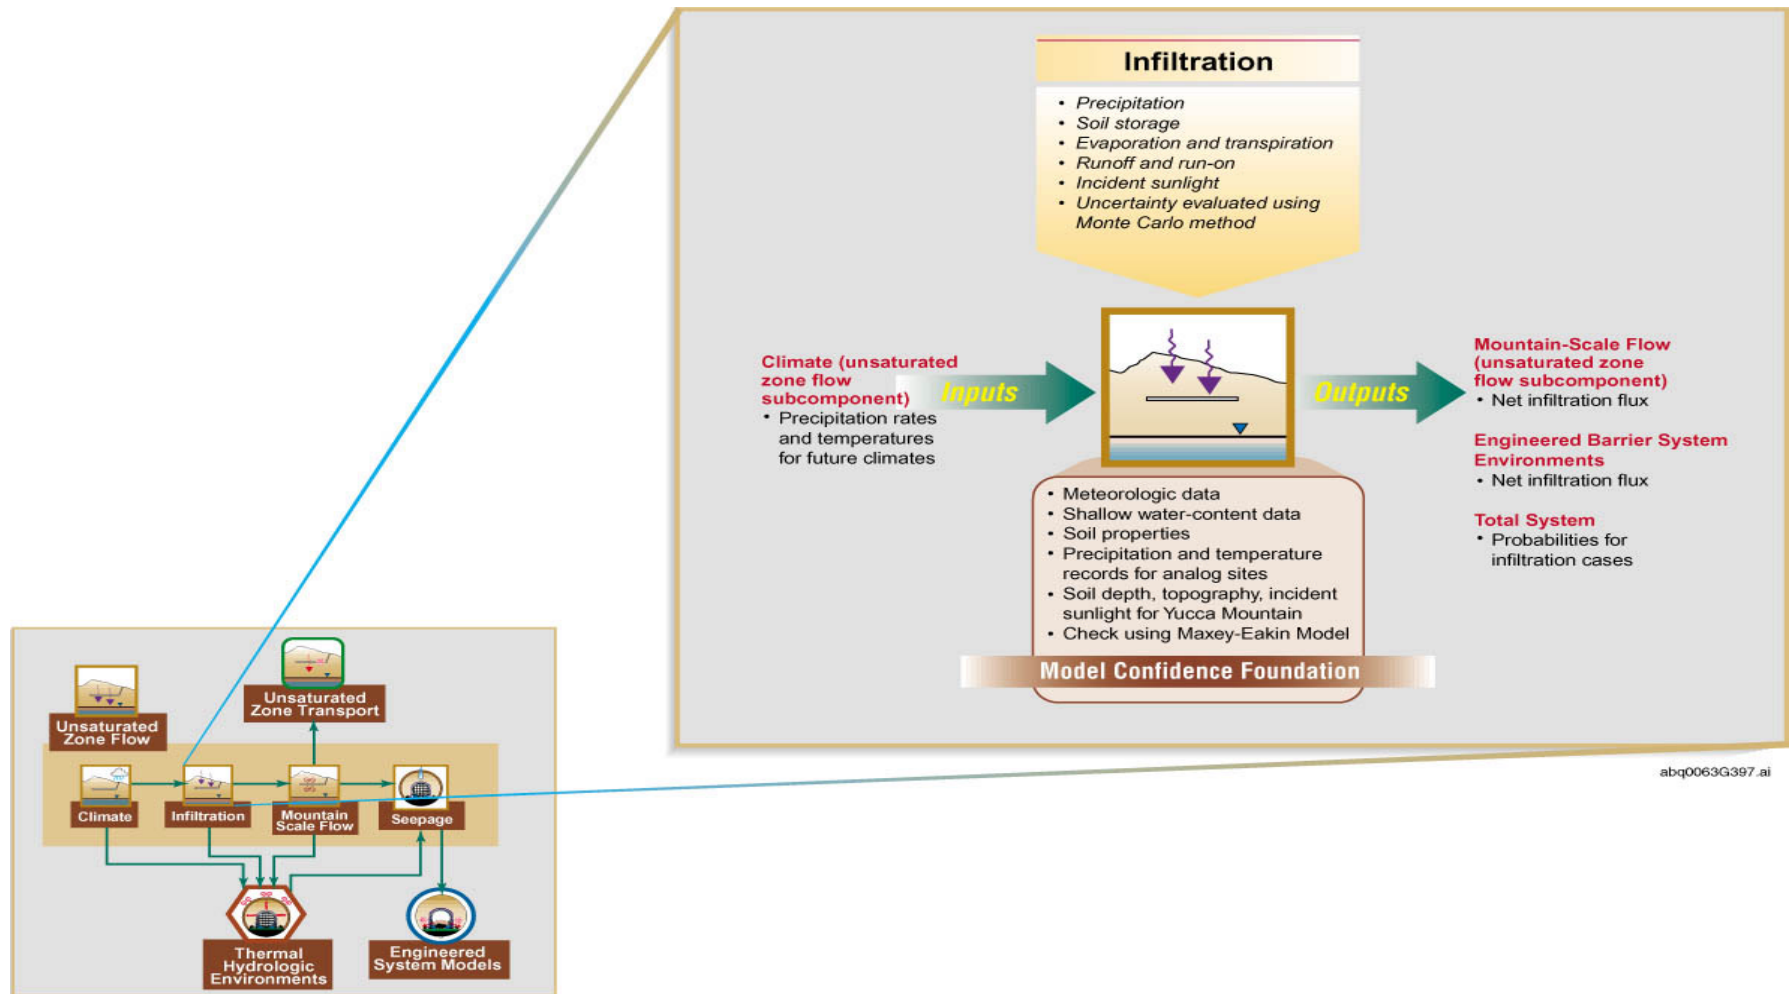 Infiltration
• Precipitation
• Soil storage
• Evaporation and transpiration
• Runoff and run-on
• Incident sunlight
• Uncertainty evaluated using
Monte Carlo method
Climate (unsaturated
zone flow
subcomponent)
• Precipitation rates
and temperatures
for future climates
Inputs
Outputs
Mountain-Scale Flow
(unsaturated zone
flow subcomponent)
• Net infiltration flux
Engineered Barrier System
Environments
• Net infiltration flux
Total System
• Probabilities for
infiltration cases
• Meteorologic data
• Shallow water-content data
• Soil properties
• Precipitation and temperature
records for analog sites
• Soil depth, topography, incident
sunlight for Yucca Mountain
• Check using Maxey-Eakin Model
Model Confidence Foundation
abq0063G397.ai
Unsaturated
Zone Flow
Unsaturated
Zone Transport
Climate
Infiltration
Mountain
Scale Flow
Seepage
Thermal
Hydrologic
Environments
Engineered
System Models